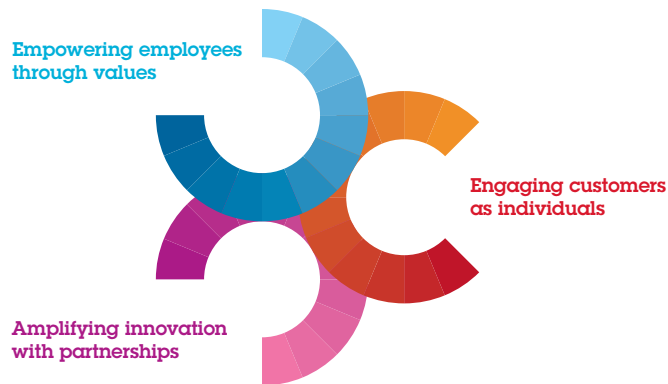 Empowering employees
through values
Engaging customers
as individuals
Amplifying innovation
with partnerships